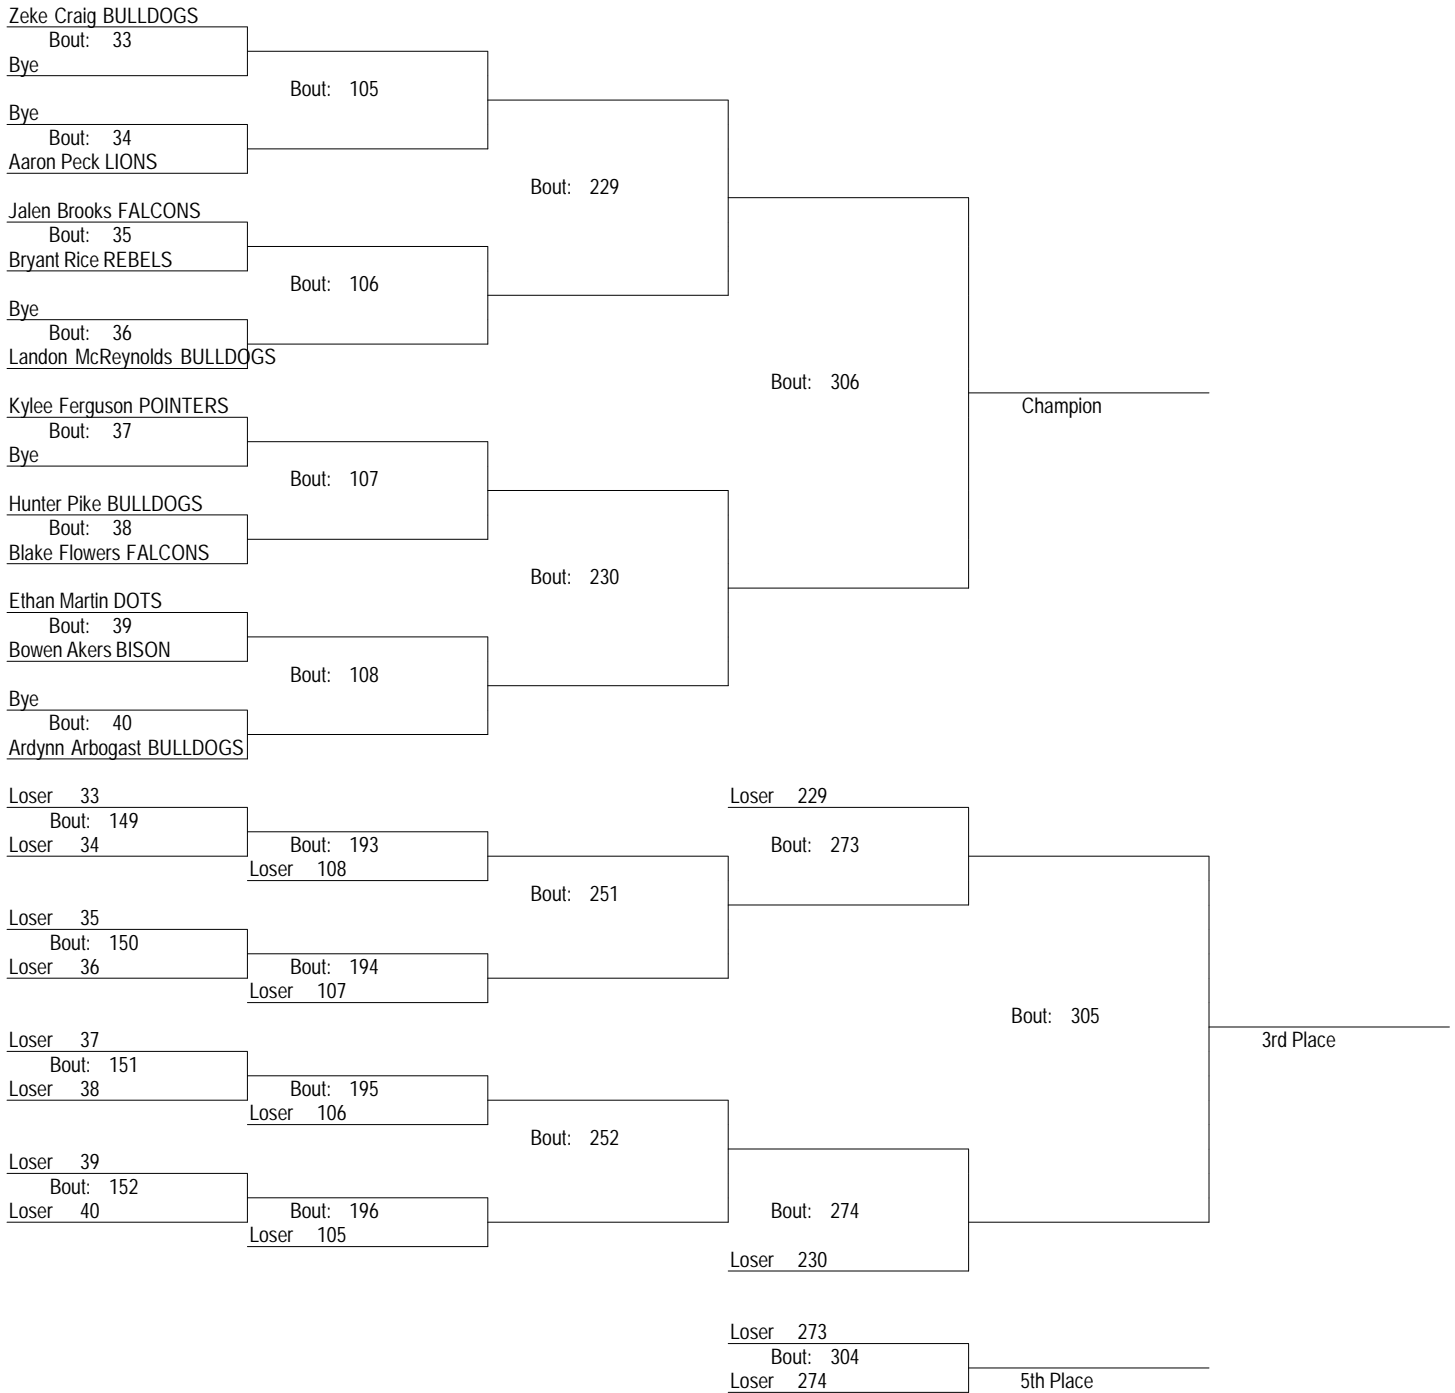 Zeke Craig BULLDOGS
Bout: 33
Bye
Bout: 105
Bye
Bout: 34
Aaron Peck LIONS
Bout: 229
Jalen Brooks FALCONS
Bout: 35
Bryant Rice REBELS
Bout: 106
Bye
Bout: 36
Landon McReynolds BULLDOGS
Bout: 306
Champion
Kylee Ferguson POINTERS
Bout: 37
Bye
Bout: 107
Hunter Pike BULLDOGS
Bout: 38
Blake Flowers FALCONS
Bout: 230
Ethan Martin DOTS
Bout: 39
Bowen Akers BISON
Bout: 108
Bye
Bout: 40
Ardynn Arbogast BULLDOGS
Loser 33
Bout: 149
Loser 34
Bout: 193
Loser 108
Bout: 251
Loser 229
Bout: 273
Loser 35
Bout: 150
Loser 36
Bout: 194
Loser 107
Bout: 305
3rd Place
Loser 37
Bout: 151
Loser 38
Bout: 195
Loser 106
Bout: 252
Loser 39
Bout: 152
Loser 40
Bout: 196
Loser 105
Bout: 274
Loser 230
Loser 273
Bout: 304
Loser 274
5th Place